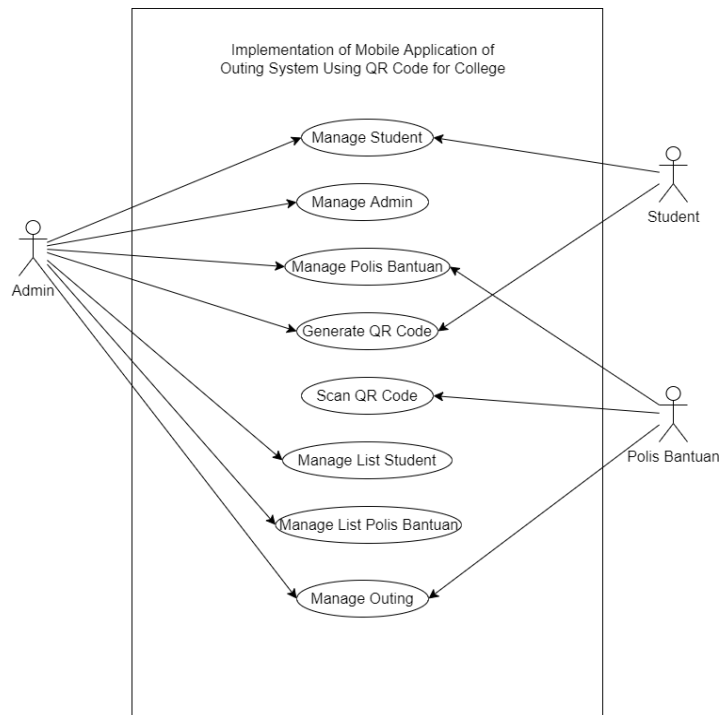 Implementation of Mobile Application of
Outing System Using QR Code for College
Manage Student
Manage Admin
Student
Manage Polis Bantuan
Admin
Generate QR Code
Scan QR Code
Polis Bantuan
Manage List Student
Manage List Polis Bantuan
Manage Outing